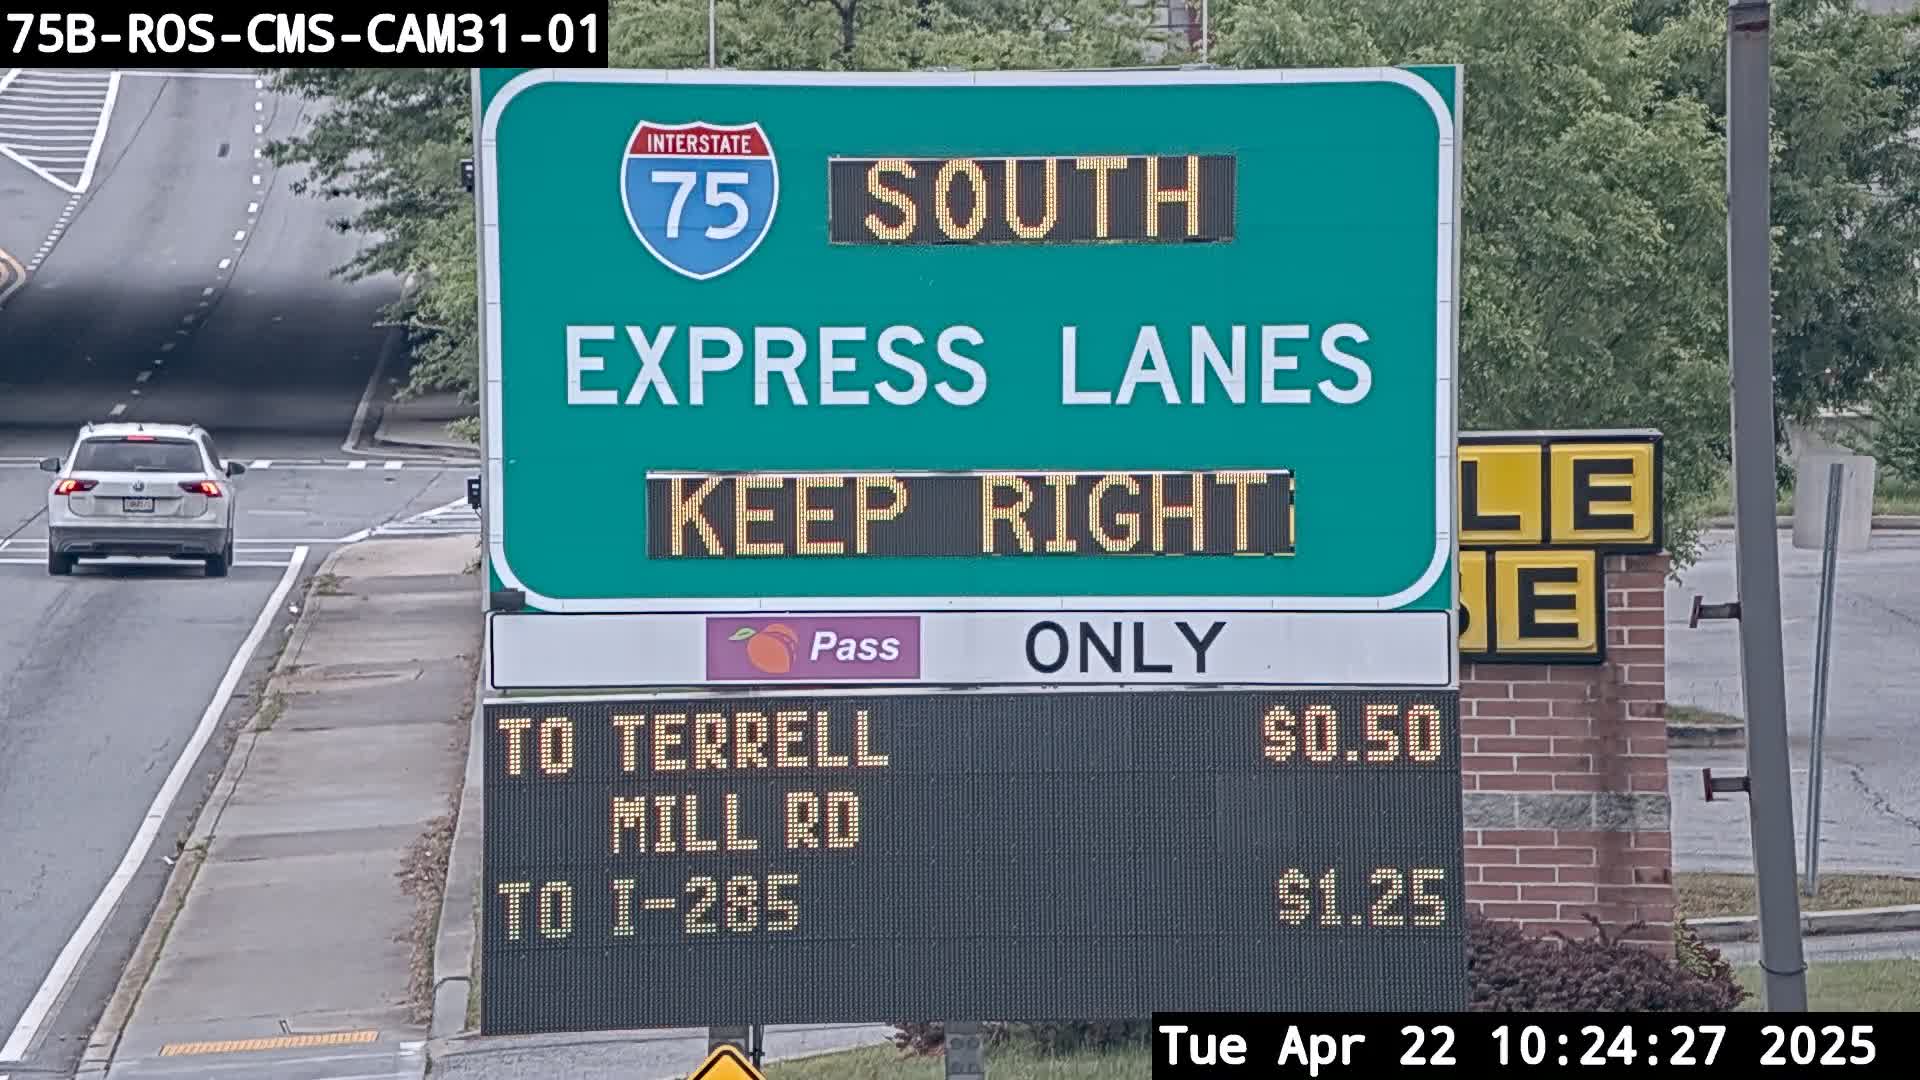 75B-ROS-CMS-CAM31-01
INTERSTATE
75
SOUTH
EXPRESS LANES
KEEP RIGHT
Pass ONLY
TO TERRELL $0.50
MILL RD
TO I-285 $1.25
LE
E
Tue Apr 22 10:24:27 2025